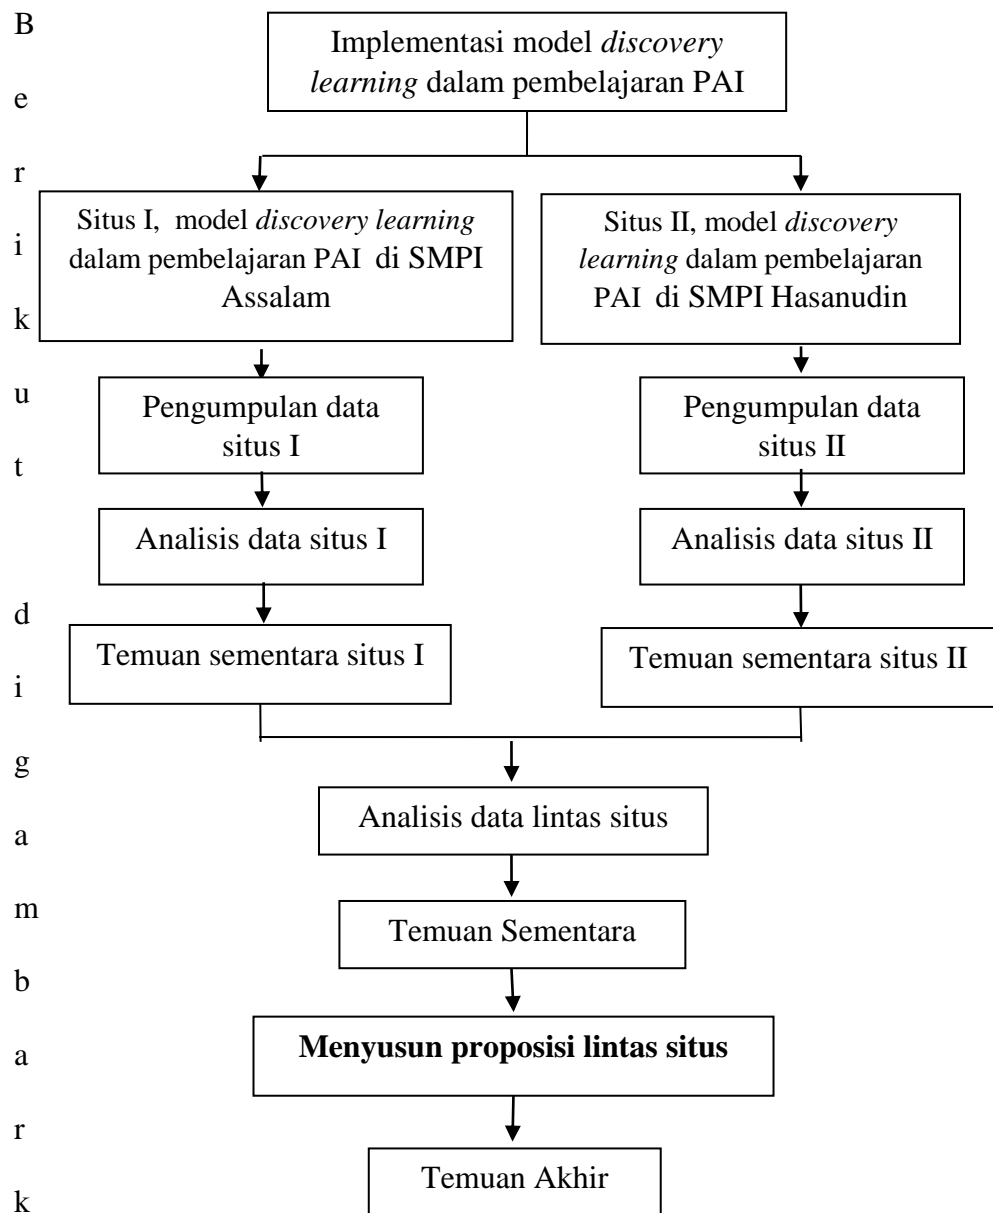 B
e
r
i
k
u
t
d
i
g
a
m
b
a
r
k
Implementasi model discovery
learning dalam pembelajaran PAI
Situs I, model discovery learning
dalam pembelajaran PAI di SMPI
Assalam
Situs II, model discovery
learning dalam pembelajaran
PAI di SMPI Hasanudin
Pengumpulan data
situs I
Pengumpulan data
situs II
Analisis data situs I
Analisis data situs II
Temuan sementara situs I
Temuan sementara situs II
Analisis data lintas situs
Temuan Sementara
Menyusun proposisi lintas situs
Temuan Akhir